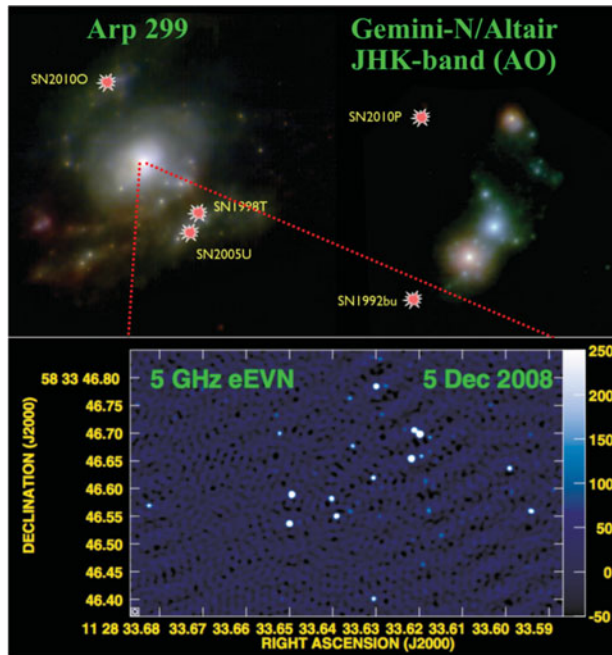 Arp 299
Gemini-N/Altair
JHK-band (AO)
SN2010O
SN2010P
SN1998T
SN2005U
SN1992bu
5 GHz eEVN
5 Dec 2008
DECLINATION (J2000)
58 33 46.80
46.75
46.70
46.65
46.60
46.55
46.50
46.45
46.40
250
200
150
100
50
0
-50
11 28 33.68 33.67 33.66 33.65 33.64 33.63 33.62 33.61 33.60 33.59
RIGHT ASCENSION (J2000)